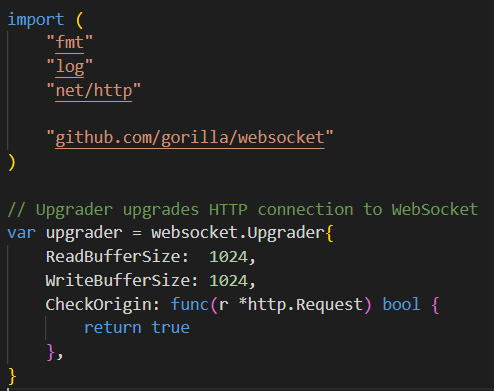 import (
    "fmt"
    "log"
    "net/http"

    "github.com/gorilla/websocket"
)

// Upgrader upgrades HTTP connection to WebSocket
var upgrader = websocket.Upgrader{
    ReadBufferSize:  1024,
    WriteBufferSize: 1024,
    CheckOrigin: func(r *http.Request) bool {
        return true
    },
}